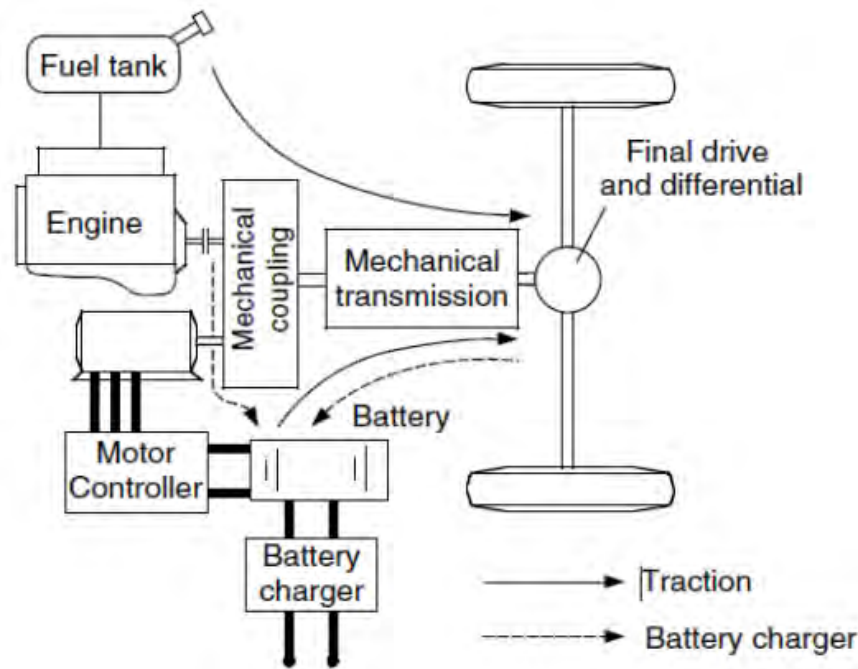 Fuel tank
Engine
Mechanical
coupling
Mechanical
transmission
Final drive
and differential
Motor
Controller
Battery
Battery
charger
Traction
Battery charger